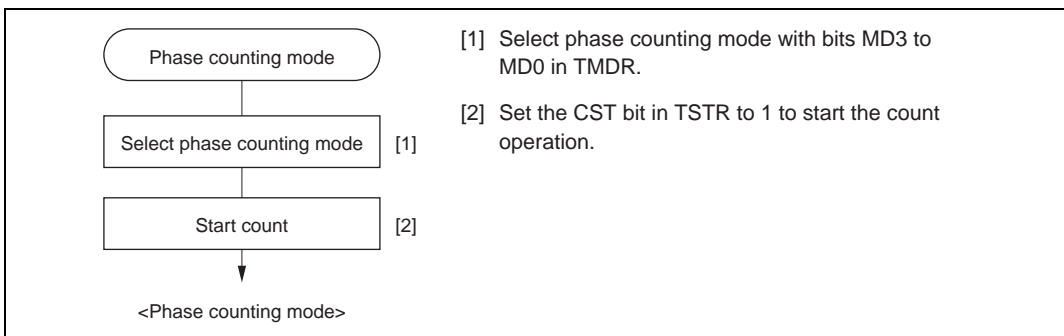 Phase counting mode
Select phase counting mode [1]
Start count [2]
<Phase counting mode>
[1] Select phase counting mode with bits MD3 to
MD0 in TMDR.
[2] Set the CST bit in TSTR to 1 to start the count
operation.